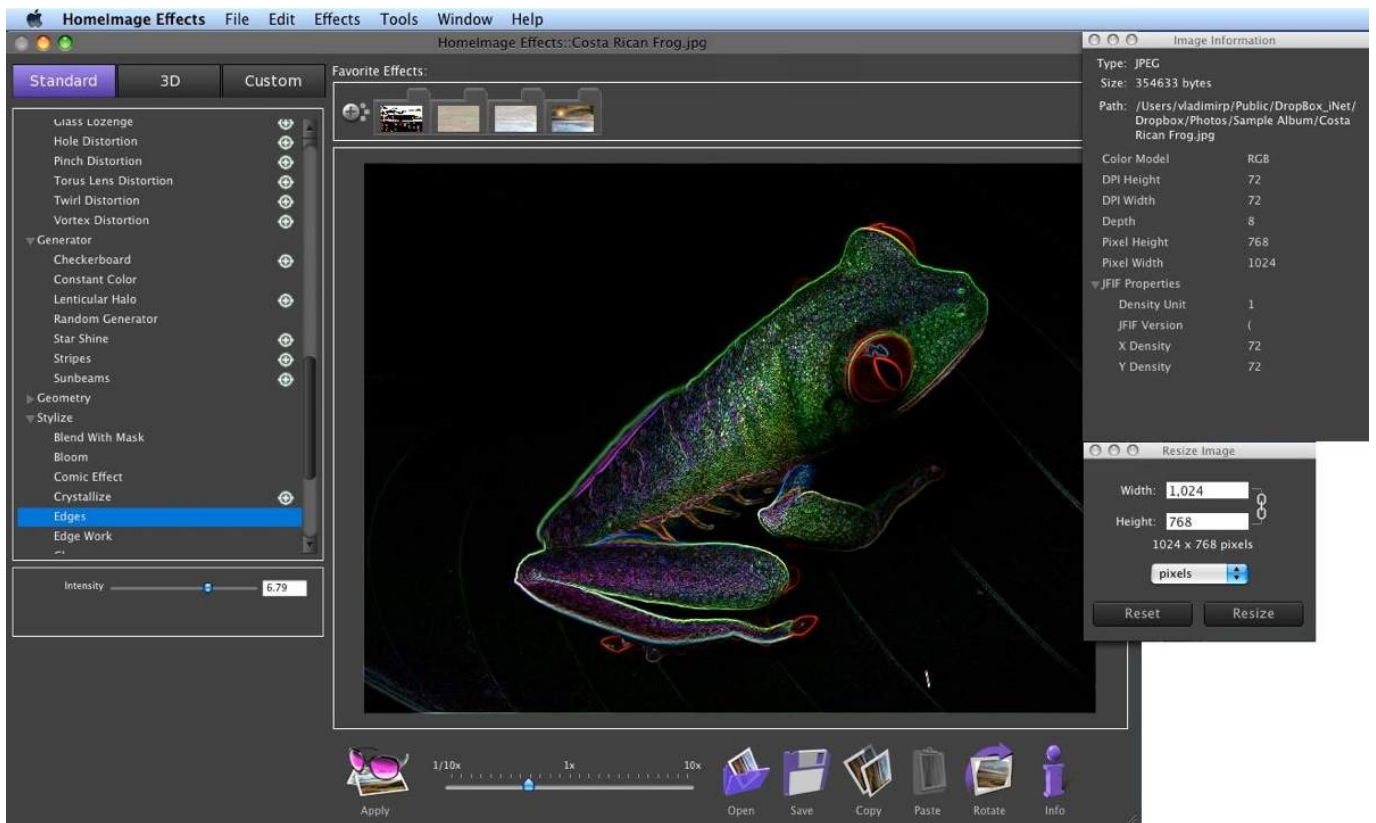 HomeImage Effects File Edit Effects Tools Window Help
HomeImage Effects::Costa Rican Frog.jpg
Standard 3D Custom
Glass Lozenge
Hole Distortion
Pinch Distortion
Torus Lens Distortion
Twirl Distortion
Vortex Distortion
Generator
Checkerboard
Constant Color
Lenticular Halo
Random Generator
Star Shine
Stripes
Sunbeams
Geometry
Stylize
Blend With Mask
Bloom
Comic Effect
Crystallize
Edges
Edge Work
Intensity 6.79
Favorite Effects:
Apply
1/10x 1x 10x
Open Save Copy Paste Rotate Info
Image Information
Type: JPEG
Size: 354633 bytes
Path: /Users/vladimirp/Public/DropBox_iNet/
Dropbox/Photos/Sample Album/Costa
Rican Frog.jpg
Color Model RGB
DPI Height 72
DPI Width 72
Depth 8
Pixel Height 768
Pixel Width 1024
JFIF Properties
Density Unit 1
JFIF Version (
X Density 72
Y Density 72
Resize Image
Width: 1,024
Height: 768
1024 x 768 pixels
pixels
Reset Resize